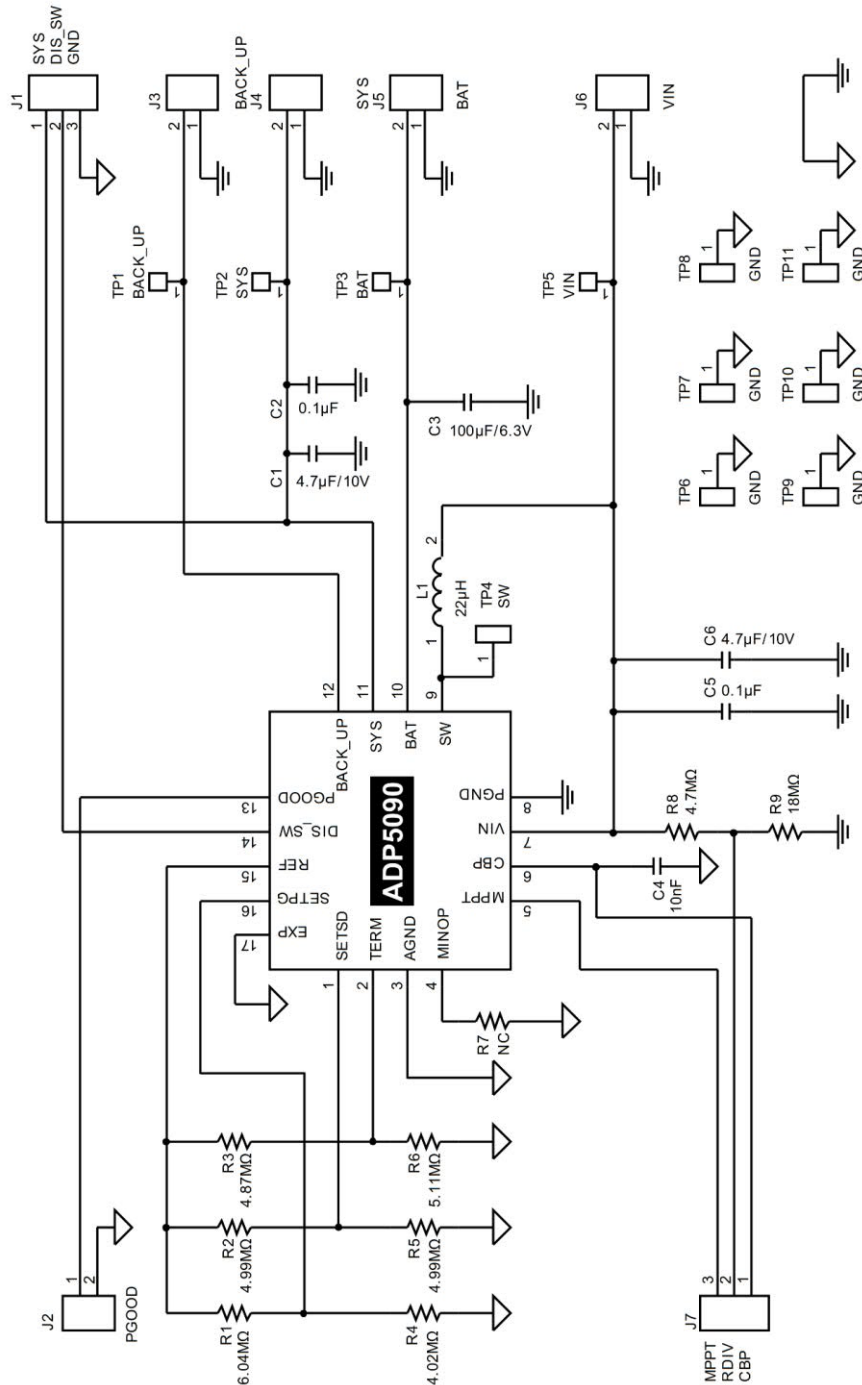 J1
SYS
DIS_SW
GND
1
2
3
J3
2
1
BACK_UP
J4
2
1
SYS
J5
2
1
BAT
J6
2
1
VIN
TP1
BACK_UP
1
TP2
SYS
1
TP3
BAT
1
TP5
VIN
1
C1
4.7µF/10V
C2
0.1µF
C3
100µF/6.3V
L1
22µH
1
2
TP4
SW
1
TP6
1
GND
TP7
1
GND
TP8
1
GND
TP9
1
GND
TP10
1
GND
TP11
1
GND
C5
0.1µF
C6
4.7µF/10V
ADP5090
12
BACK_UP
11
SYS
10
BAT
9
SW
13
PGOOD
14
DIS_SW
15
REF
16
SETPG
17
EXP
1
SETSD
2
TERM
3
AGND
4
MINOP
PGND
8
VIN
7
CBP
6
MPPT
5
R8
4.7MΩ
R9
18MΩ
C4
10nF
R7
NC
R3
4.87MΩ
R6
5.11MΩ
R2
4.99MΩ
R5
4.99MΩ
R1
6.04MΩ
R4
4.02MΩ
J2
1
2
PGOOD
J7
MPPT
RDIV
CBP
3
2
1